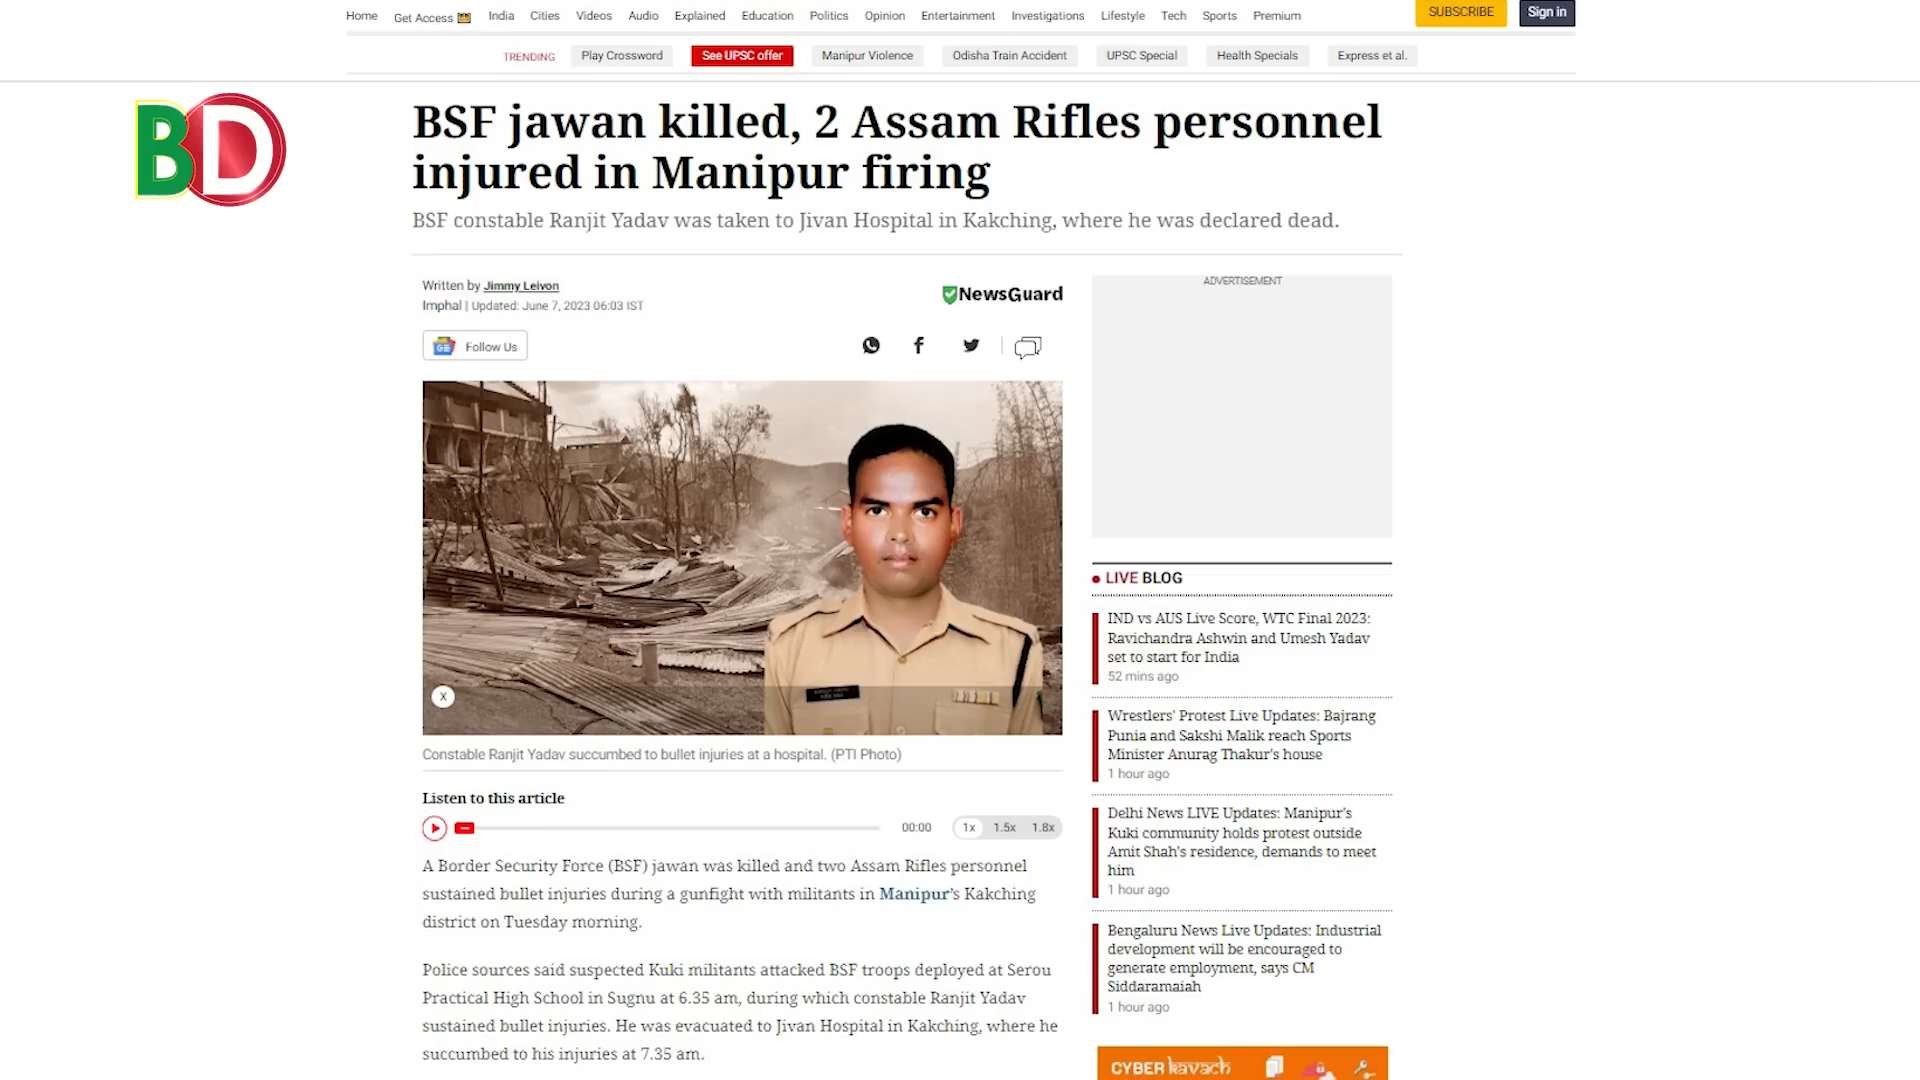 Home Get Access India Cities Videos Audio Explained Education Politics Opinion Entertainment Investigations Lifestyle Tech Sports Premium SUBSCRIBE Sign in
TRENDING Play Crossword See UPSC offer Manipur Violence Odisha Train Accident UPSC Special Health Specials Express et al.
BD
BSF jawan killed, 2 Assam Rifles personnel
injured in Manipur firing
BSF constable Ranjit Yadav was taken to Jivan Hospital in Kakching, where he was declared dead.
Written by Jimmy Leivon
Imphal | Updated: June 7, 2023 06:03 IST
NewsGuard
Follow Us
X
Constable Ranjit Yadav succumbed to bullet injuries at a hospital. (PTI Photo)
Listen to this article
00:00 1x 1.5x 1.8x
A Border Security Force (BSF) jawan was killed and two Assam Rifles personnel
sustained bullet injuries during a gunfight with militants in Manipur's Kakching
district on Tuesday morning.
Police sources said suspected Kuki militants attacked BSF troops deployed at Serou
Practical High School in Sugnu at 6.35 am, during which constable Ranjit Yadav
sustained bullet injuries. He was evacuated to Jivan Hospital in Kakching, where he
succumbed to his injuries at 7.35 am.
ADVERTISEMENT
LIVE BLOG
IND vs AUS Live Score, WTC Final 2023:
Ravichandra Ashwin and Umesh Yadav
set to start for India
52 mins ago
Wrestlers' Protest Live Updates: Bajrang
Punia and Sakshi Malik reach Sports
Minister Anurag Thakur's house
1 hour ago
Delhi News LIVE Updates: Manipur's
Kuki community holds protest outside
Amit Shah's residence, demands to meet
him
1 hour ago
Bengaluru News Live Updates: Industrial
development will be encouraged to
generate employment, says CM
Siddaramaiah
1 hour ago
CYBER kavach